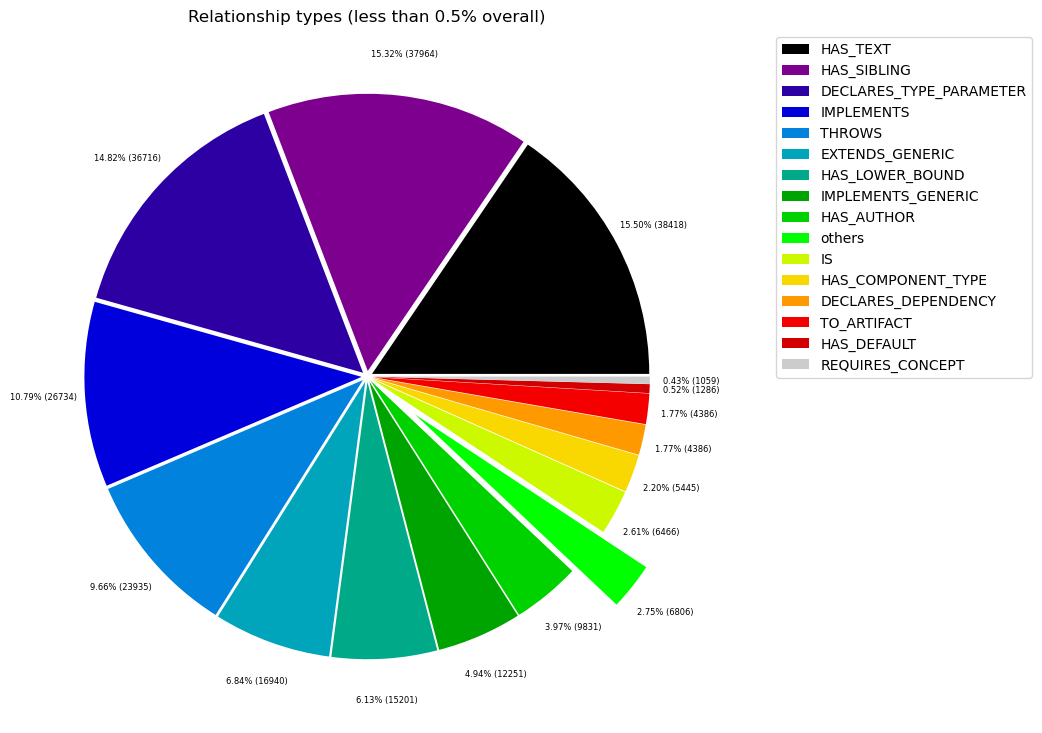 Relationship types (less than 0.5% overall)
15.50% (38418)
15.32% (37964)
14.82% (36716)
10.79% (26734)
9.66% (23935)
6.84% (16940)
6.13% (15201)
4.94% (12251)
3.97% (9831)
2.75% (6806)
2.61% (6466)
2.20% (5445)
1.77% (4386)
1.77% (4386)
0.52% (1286)
0.43% (1059)
HAS_TEXT
HAS_SIBLING
DECLARES_TYPE_PARAMETER
IMPLEMENTS
THROWS
EXTENDS_GENERIC
HAS_LOWER_BOUND
IMPLEMENTS_GENERIC
HAS_AUTHOR
others
IS
HAS_COMPONENT_TYPE
DECLARES_DEPENDENCY
TO_ARTIFACT
HAS_DEFAULT
REQUIRES_CONCEPT